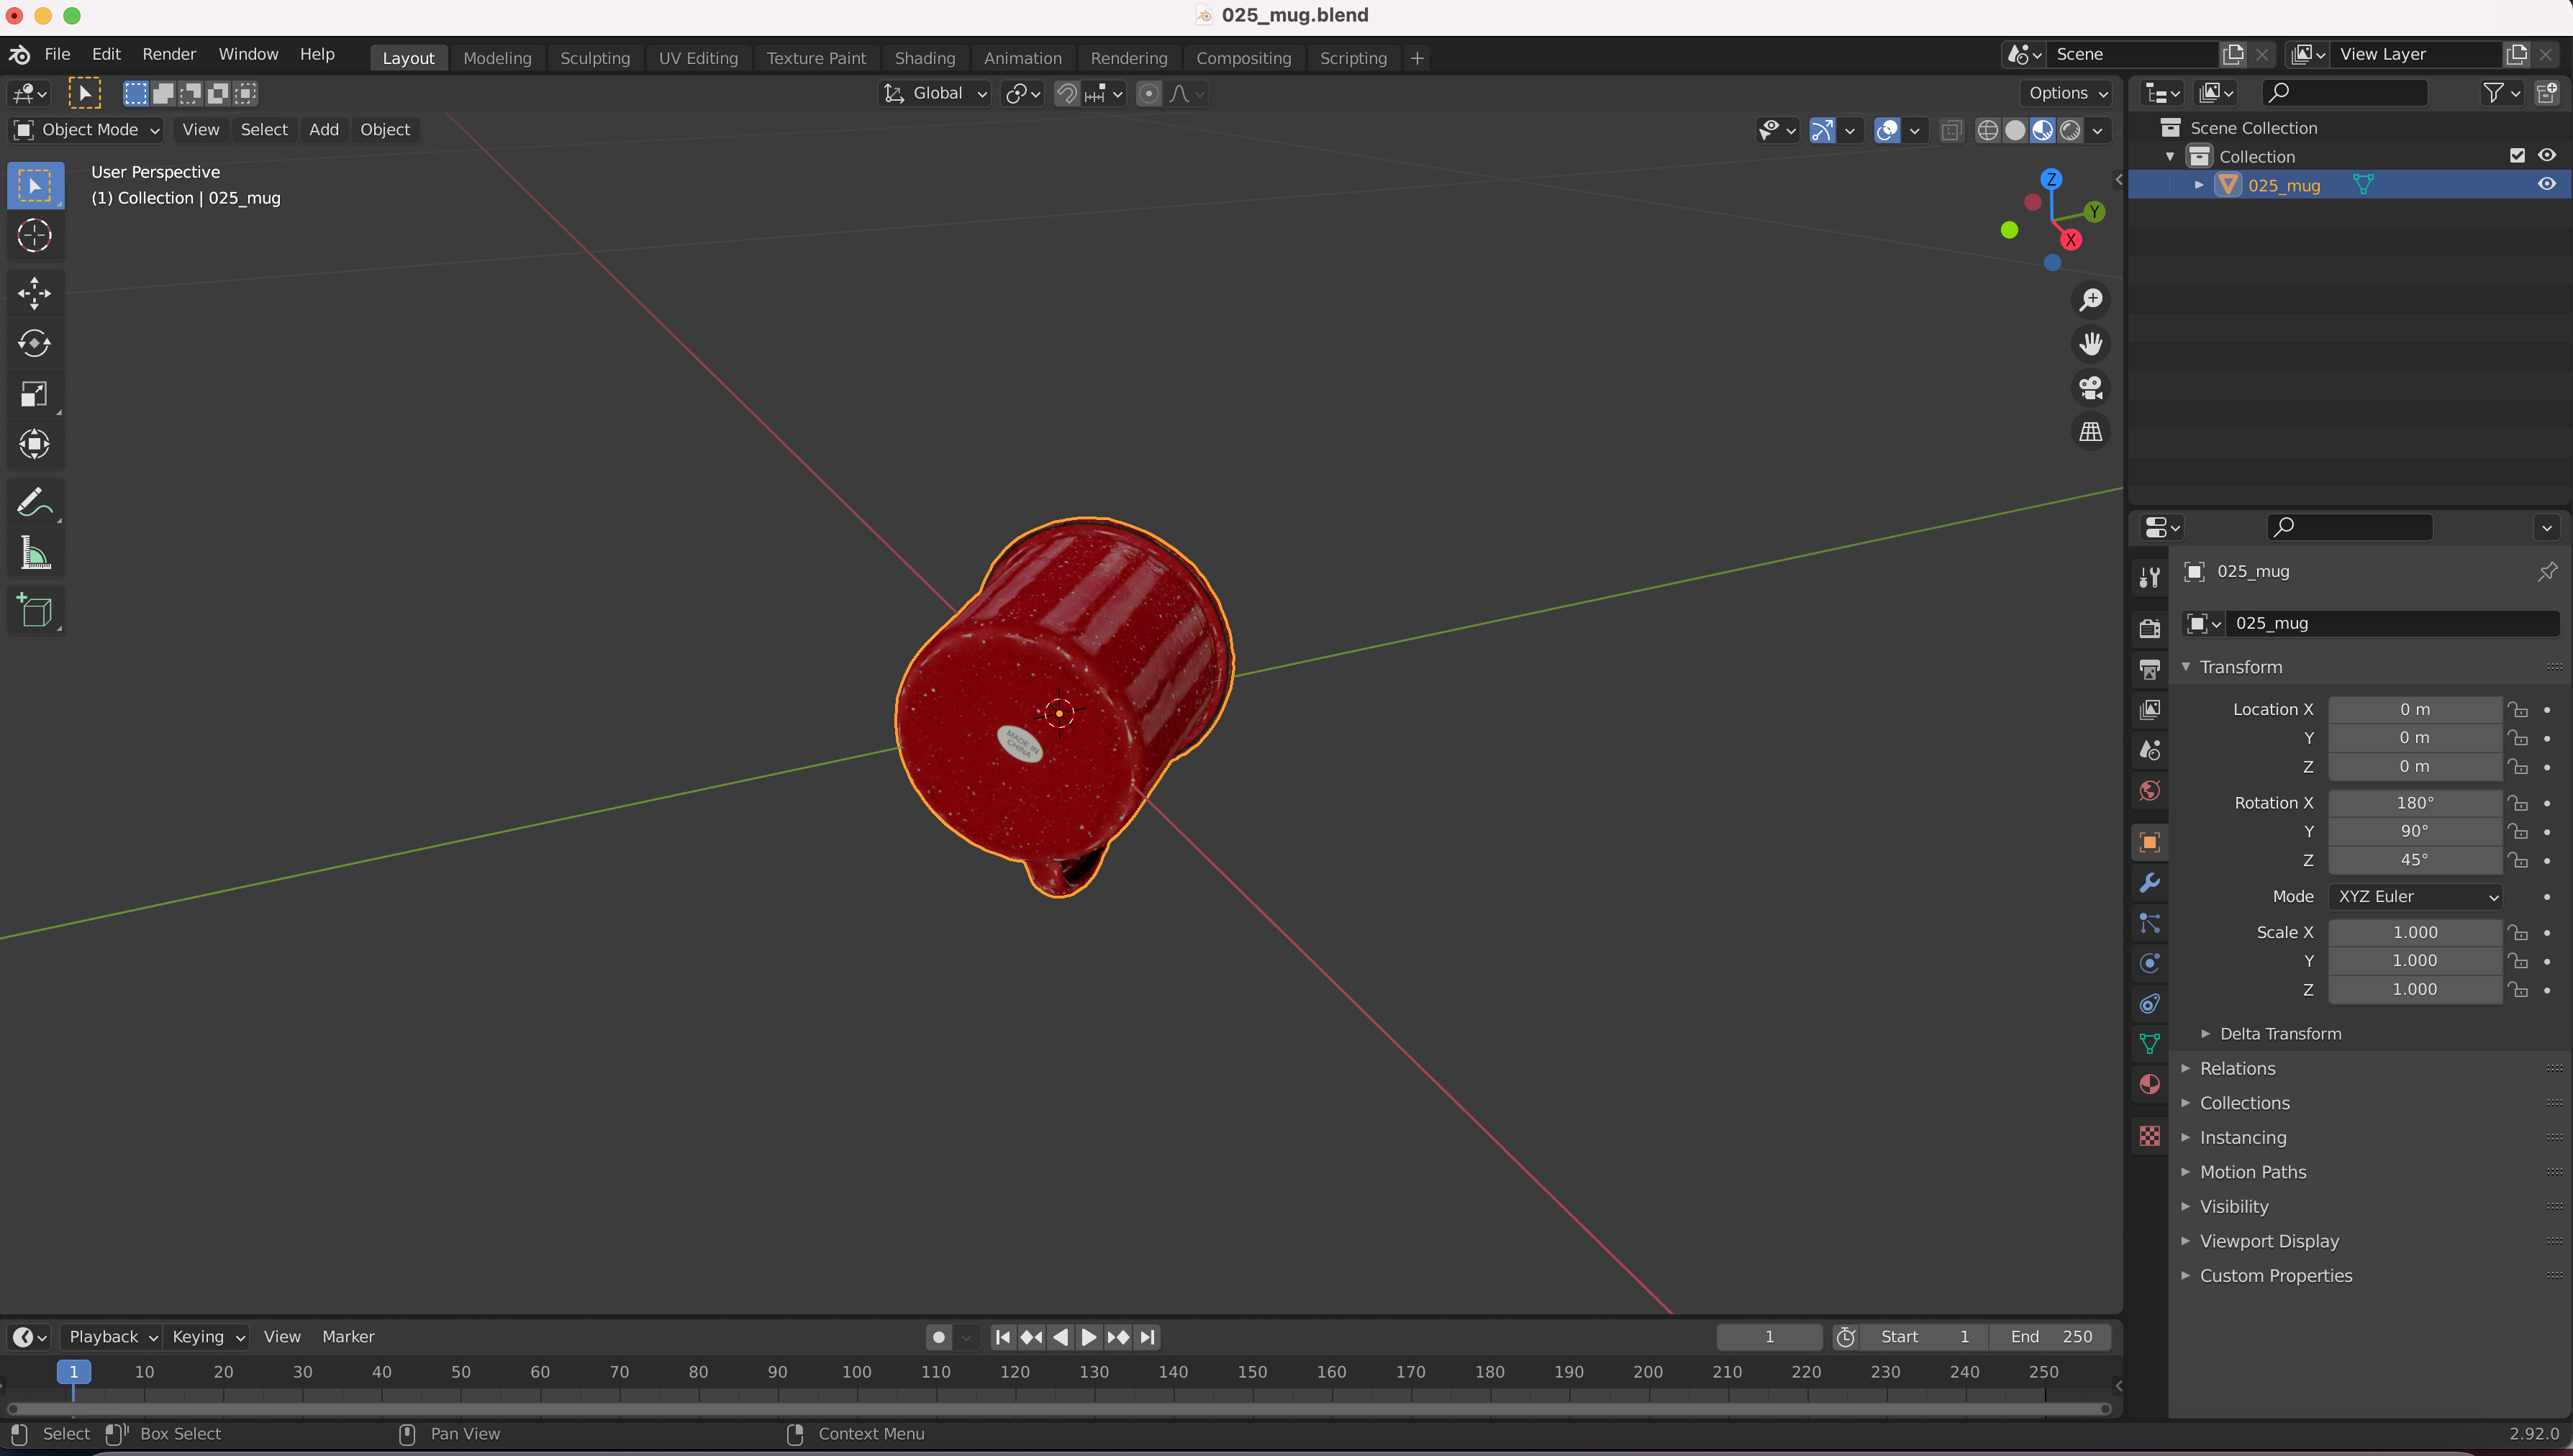 025_mug.blend
File Edit Render Window Help Layout Modeling Sculpting UV Editing Texture Paint Shading Animation Rendering Compositing Scripting + Scene View Layer
Global Options
Object Mode View Select Add Object
User Perspective
(1) Collection | 025_mug
Z
Y
X
MADE IN
CHINA
Scene Collection
Collection
025_mug
025_mug
025_mug
Transform
Location X 0 m
Y 0 m
Z 0 m
Rotation X 180°
Y 90°
Z 45°
Mode XYZ Euler
Scale X 1.000
Y 1.000
Z 1.000
Delta Transform
Relations
Collections
Instancing
Motion Paths
Visibility
Viewport Display
Custom Properties
Playback Keying View Marker 1 Start 1 End 250
1 10 20 30 40 50 60 70 80 90 100 110 120 130 140 150 160 170 180 190 200 210 220 230 240 250
Select Box Select Pan View Context Menu 2.92.0